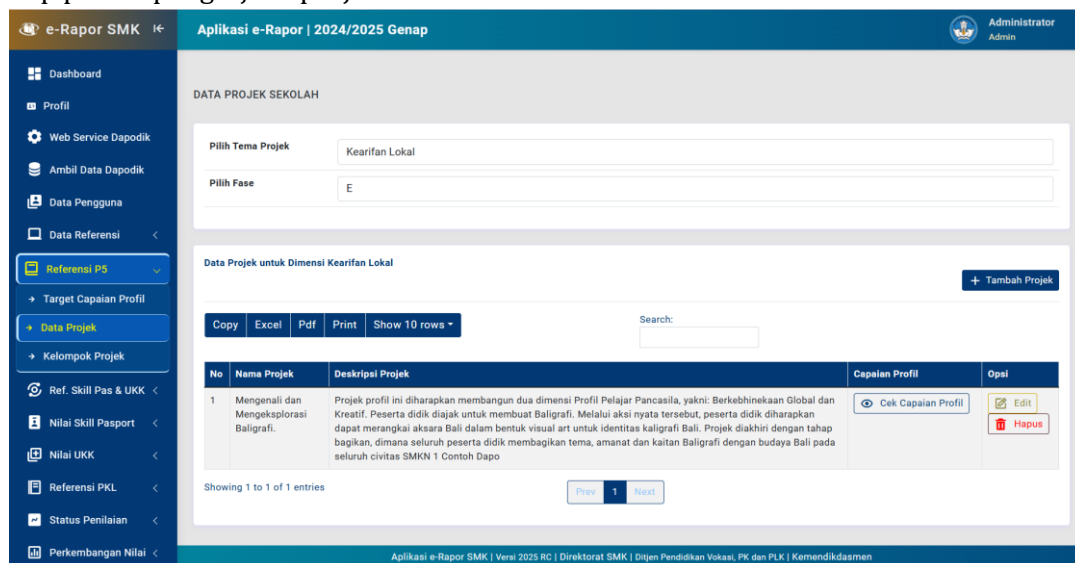 e-Rapor SMK
Aplikasi e-Rapor | 2024/2025 Genap
Administrator
Admin
Dashboard
Profil
Web Service Dapodik
Ambil Data Dapodik
Data Pengguna
Data Referensi
Referensi P5
Target Capaian Profil
Data Projek
Kelompok Projek
Ref. Skill Pas & UKK
Nilai Skill Pasport
Nilai UKK
Referensi PKL
Status Penilaian
Perkembangan Nilai
DATA PROJEK SEKOLAH
Pilih Tema Projek
Kearifan Lokal
Pilih Fase
E
Data Projek untuk Dimensi Kearifan Lokal
+ Tambah Projek
Copy Excel Pdf Print Show 10 rows
Search:
No Nama Projek Deskripsi Projek Capaian Profil Opsi
1
Mengenali dan
Mengeksplorasi
Baligrafi.
Projek profil ini diharapkan membangun dua dimensi Profil Pelajar Pancasila, yakni: Berkebhinekaan Global dan
Kreatif. Peserta didik diajak untuk membuat Baligrafi. Melalui aksi nyata tersebut, peserta didik diharapkan
dapat merangkai aksara Bali dalam bentuk visual art untuk identitas kaligrafi Bali. Projek diakhiri dengan tahap
bagikan, dimana seluruh peserta didik membagikan tema, amanat dan kaitan Baligrafi dengan budaya Bali pada
seluruh civitas SMKN 1 Contoh Dapo
Cek Capaian Profil
Edit
Hapus
Showing 1 to 1 of 1 entries
Prev 1 Next
Aplikasi e-Rapor SMK | Versi 2025 RC | Direktorat SMK | Ditjen Pendidikan Vokasi, PK dan PLK | Kemendikdasmen